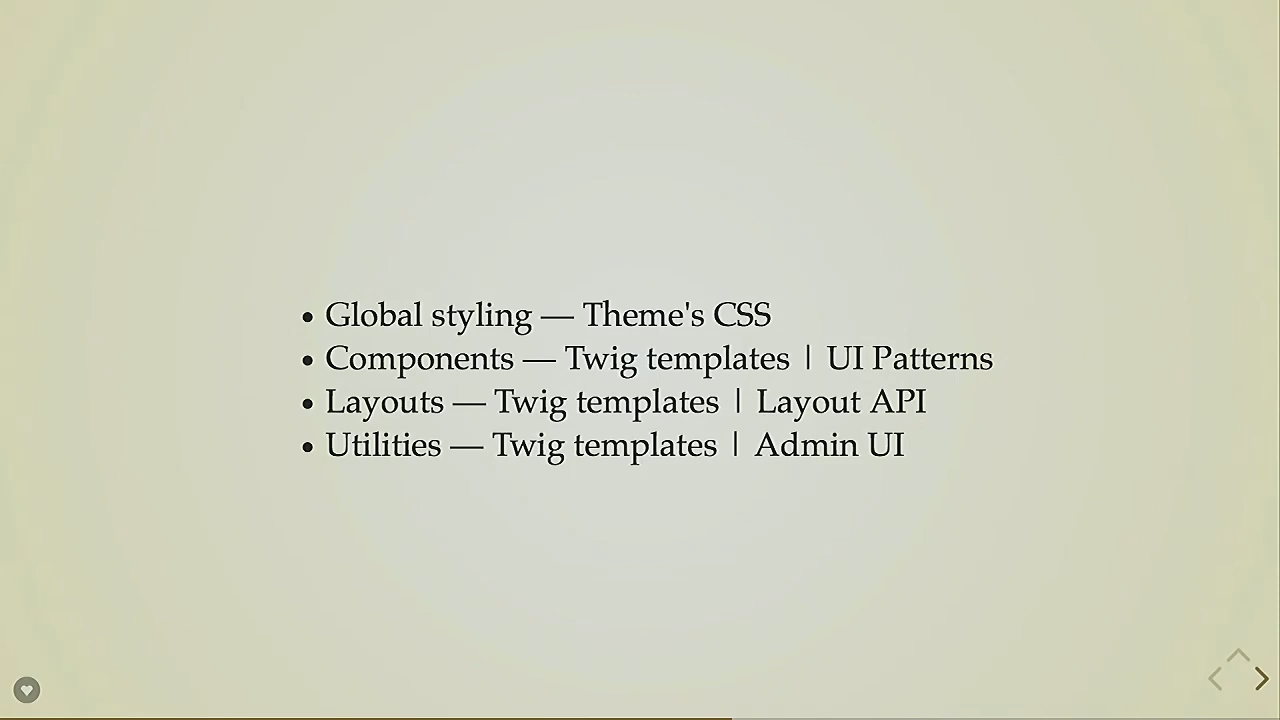 • Global styling — Theme's CSS
• Components — Twig templates | UI Patterns
• Layouts — Twig templates | Layout API
• Utilities — Twig templates | Admin UI